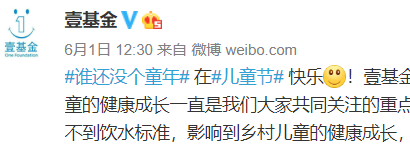 壹基金
One Foundation
壹基金
6月1日 12:30 来自 微博 weibo.com
#谁还没个童年# 在#儿童节# 快乐！壹基金
童的健康成长一直是我们大家共同关注的重点
不到饮水标准，影响到乡村儿童的健康成长，